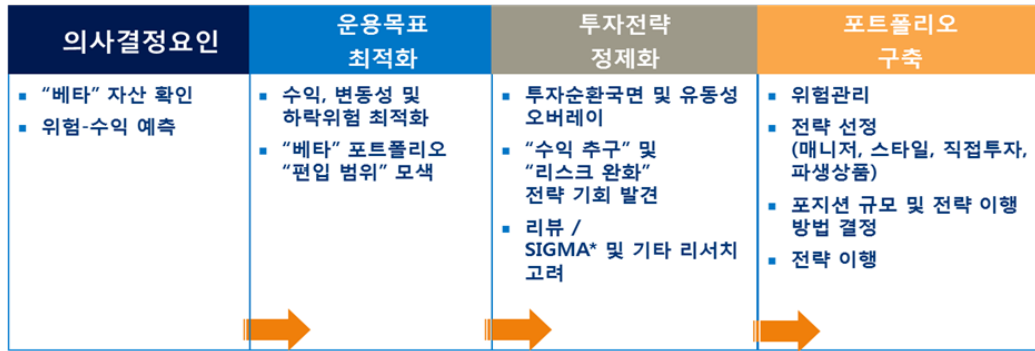 의사결정요인
"베타" 자산 확인
위험-수익 예측
운용목표
최적화
수익, 변동성 및
하락위험 최적화
"베타" 포트폴리오
"편입 범위" 모색
투자전략
정제화
투자순환국면 및 유동성
오버레이
"수익 추구" 및
"리스크 완화"
전략 기회 발견
리뷰 /
SIGMA* 및 기타 리서치
고려
포트폴리오
구축
위험관리
전략 선정
(매니저, 스타일, 직접투자,
파생상품)
포지션 규모 및 전략 이행
방법 결정
전략 이행